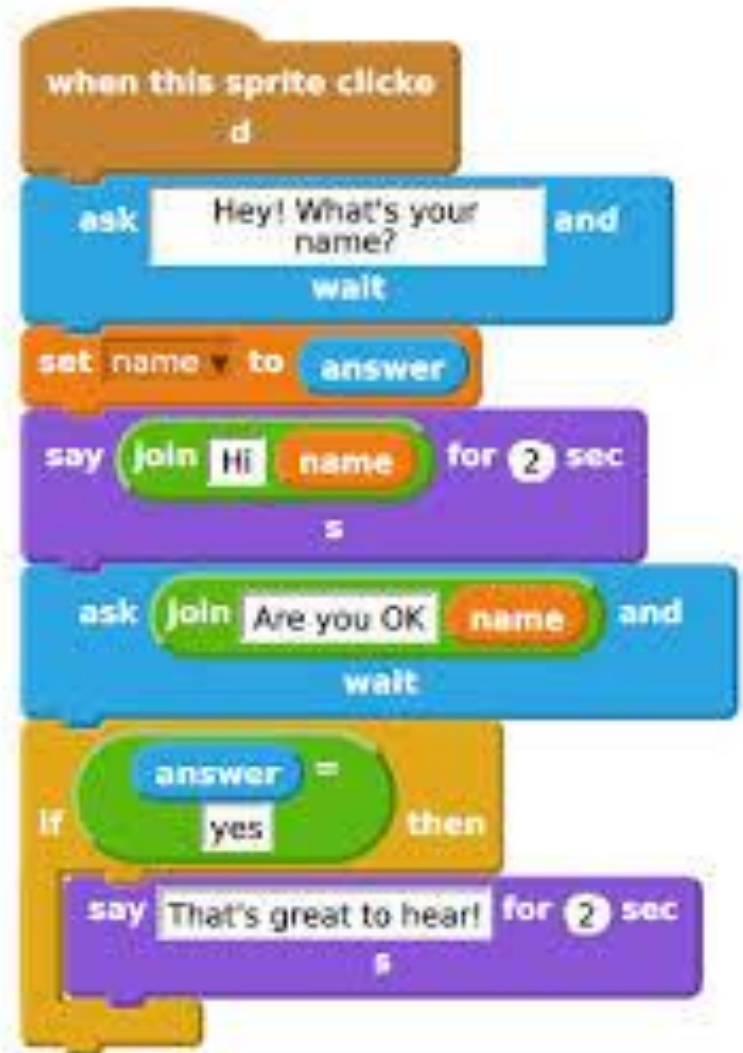 when this sprite clicke
d
ask Hey! What's your name? and
wait
set name ▾ to answer
say join Hi name for 2 sec
s
ask join Are you OK name and
wait
if answer = yes then
say That's great to hear! for 2 sec
s